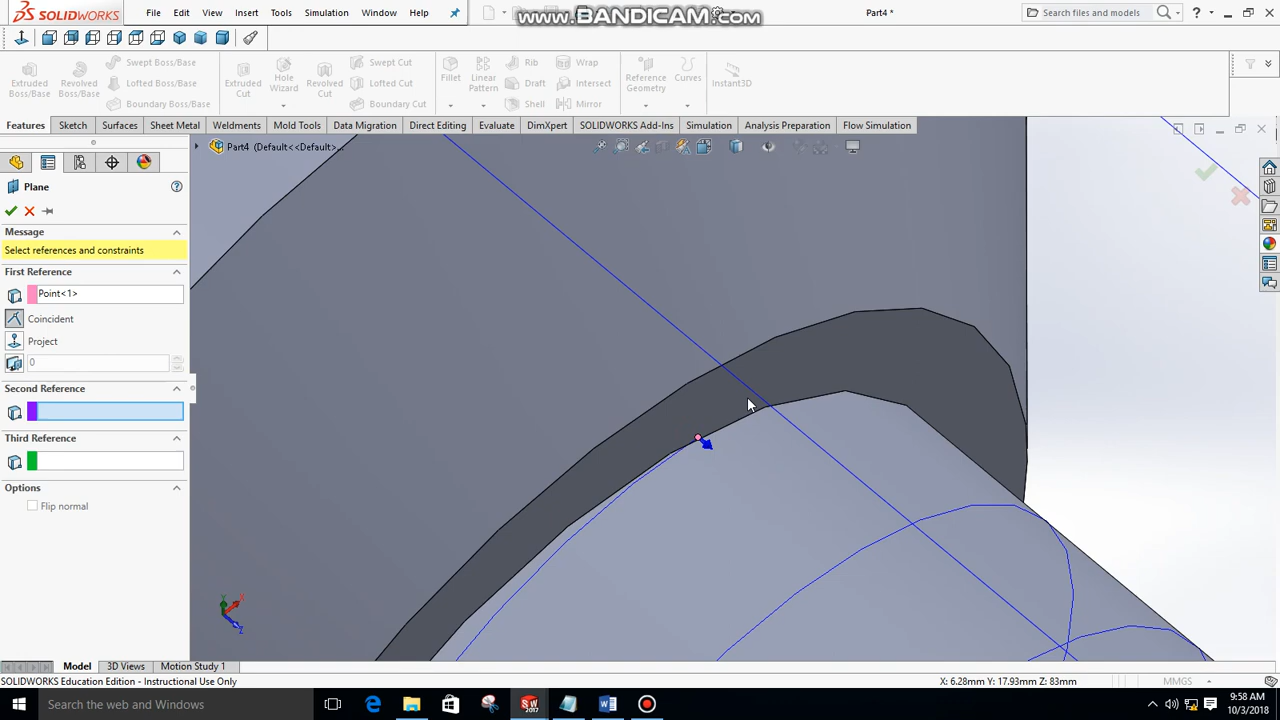 SOLIDWORKS File Edit View Insert Tools Simulation Window Help www.BANDICAM.com Part4 * Search files and models
Extruded Boss/Base Revolved Boss/Base Swept Boss/Base Lofted Boss/Base Boundary Boss/Base Extruded Cut Hole Wizard Revolved Cut Swept Cut Lofted Cut Boundary Cut Fillet Linear Pattern Rib Draft Shell Wrap Intersect Mirror Reference Geometry Curves Instant3D
Features Sketch Surfaces Sheet Metal Weldments Mold Tools Data Migration Direct Editing Evaluate DimXpert SOLIDWORKS Add-Ins Simulation Analysis Preparation Flow Simulation
Part4 (Default<<Default>...
Plane
Message
Select references and constraints
First Reference
Point<1>
Coincident
Project
0
Second Reference
Third Reference
Options
Flip normal
Y X Z
Model 3D Views Motion Study 1
SOLIDWORKS Education Edition - Instructional Use Only X: 6.28mm Y: 17.93mm Z: 83mm MMGS
Search the web and Windows SW 2017 9:58 AM
10/3/2018